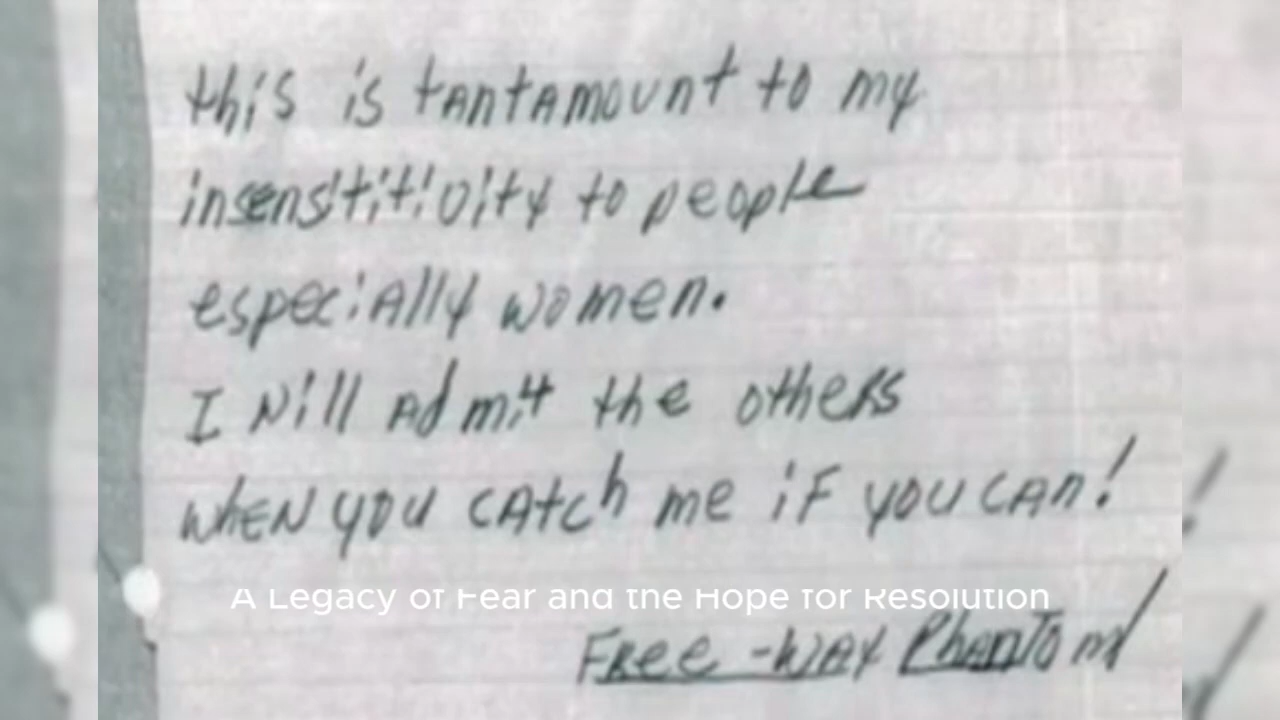 this is tantamount to my
insenstitivity to people
especially women.
I will admit the others
when you catch me if you can!
A Legacy of Fear and the Hope for Resolution
Free-way Phantom